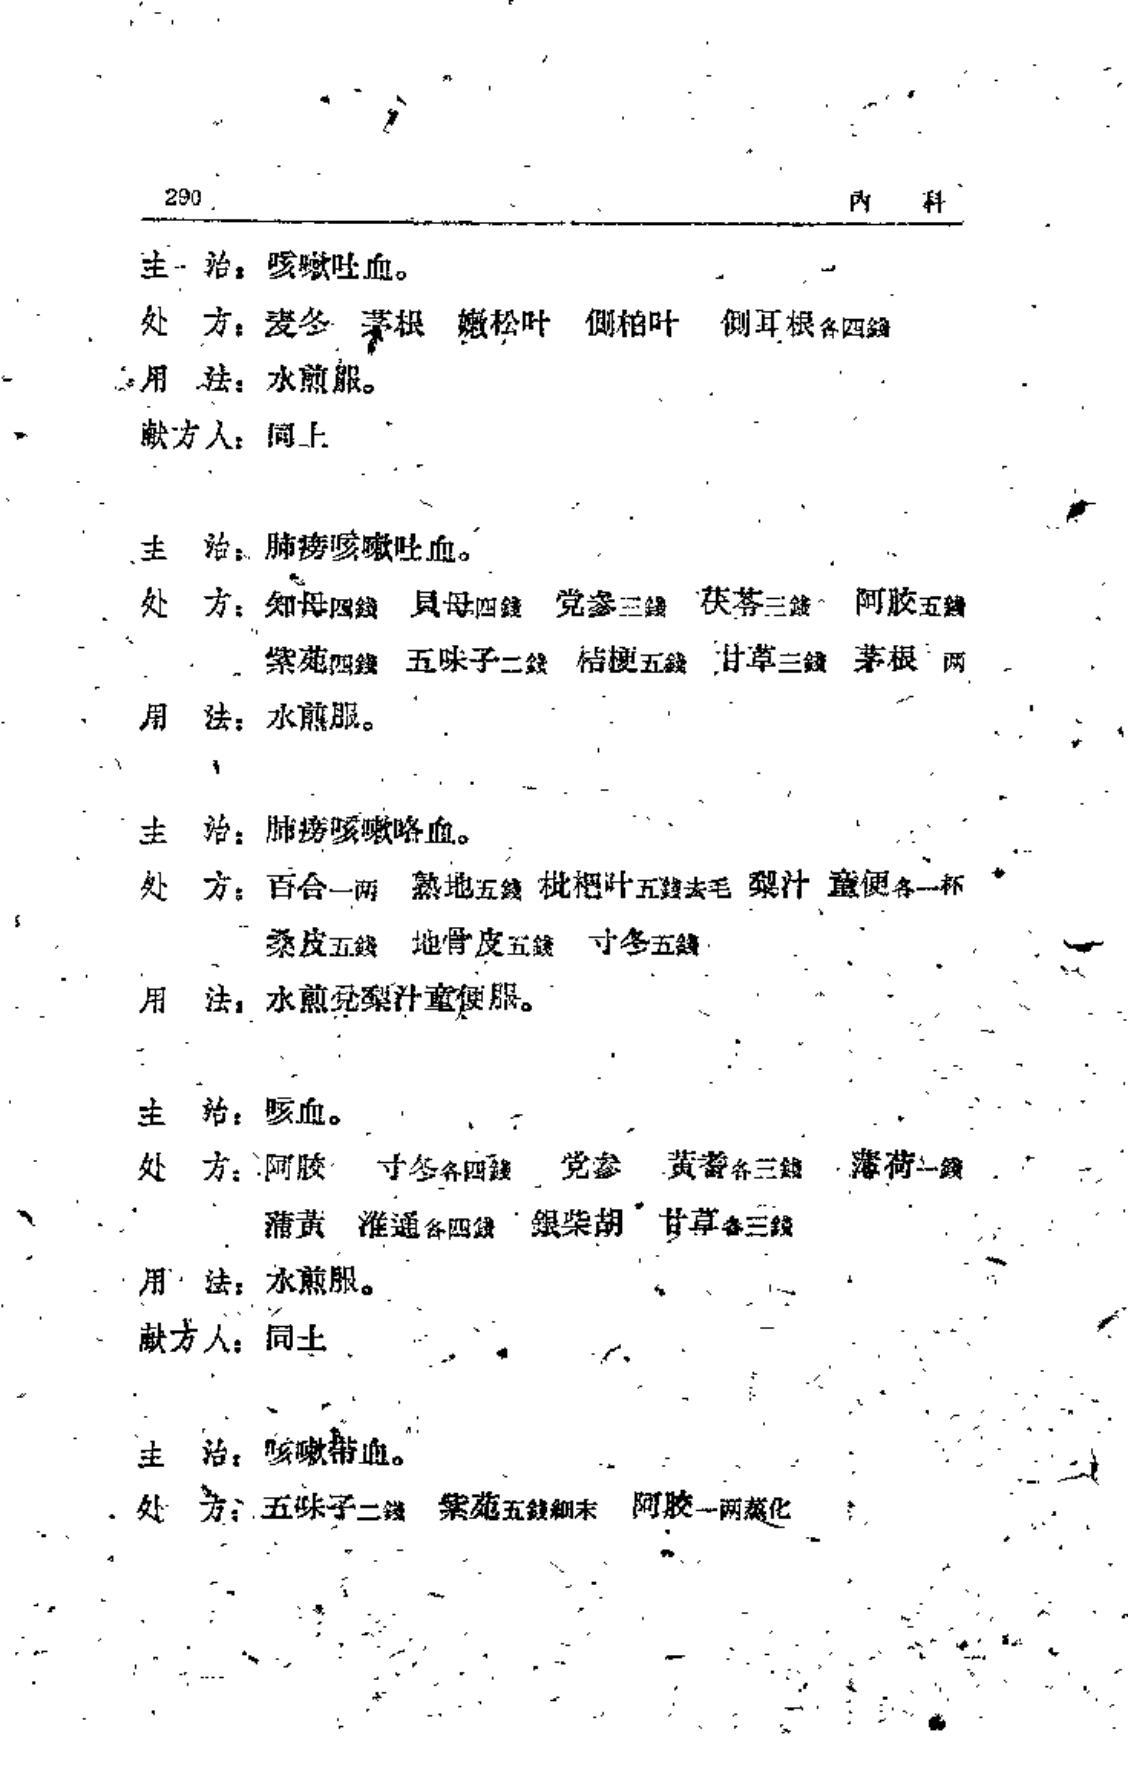 290 内 科
主 治：咳嗽吐血。
处 方：麦冬 茅根 嫩松叶 側柏叶 側耳根各四錢
用 法：水煎服。
献方人：同上
主 治：肺痨咳嗽吐血。
处 方：知母四錢 貝母四錢 党参三錢 茯苓三錢 阿胶五錢
紫苑四錢 五味子二錢 桔梗五錢 甘草三錢 茅根 两
用 法：水煎服。
主 治：肺痨咳嗽咯血。
处 方：百合一两 熟地五錢 枇杷叶五錢去毛 梨汁 童便各一杯
桑皮五錢 地骨皮五錢 寸冬五錢
用 法：水煎兑梨汁童便服。
主 治：咳血。
处 方：阿胶 寸冬各四錢 党参 黃耆各三錢 薄荷一錢
蒲黃 淮通各四錢 銀柴胡 甘草各三錢
用 法：水煎服。
献方人：同上
主 治：咳嗽带血。
处 方：五味子二錢 紫苑五錢細末 阿胶一两蒸化